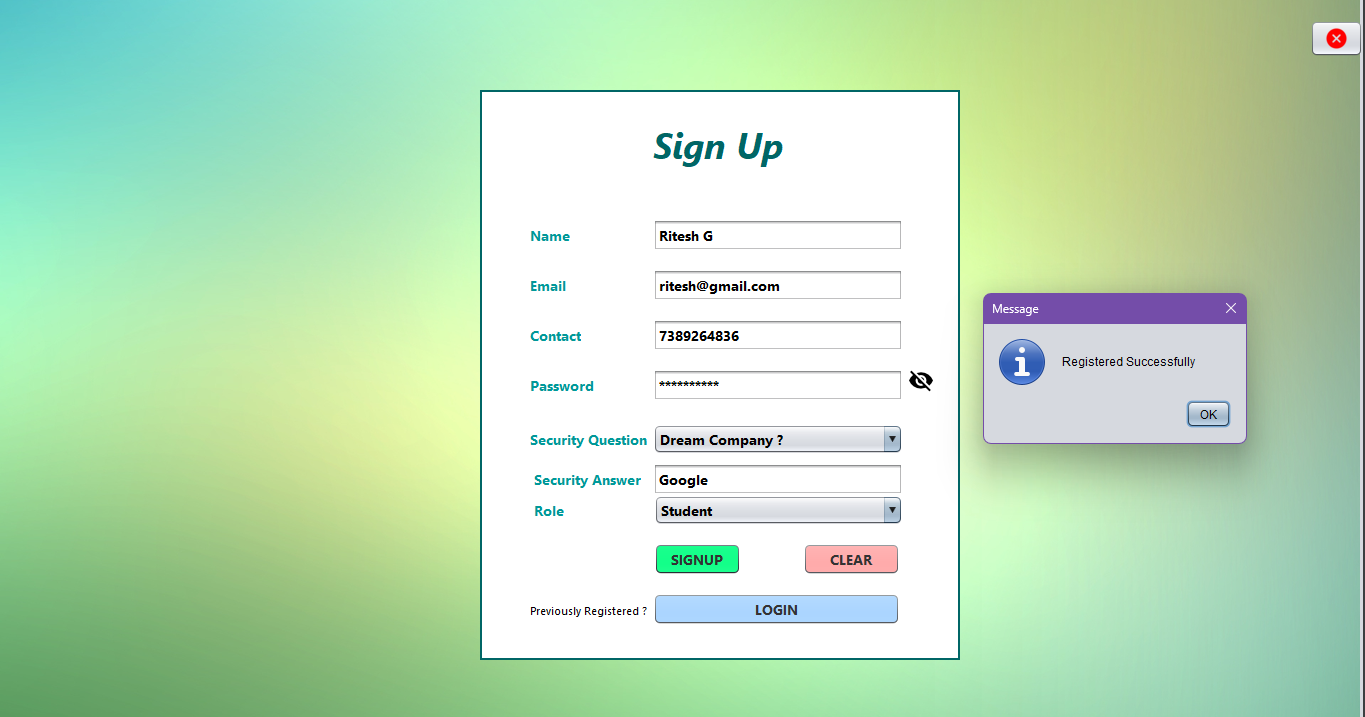 Sign Up
Name Ritesh G
Email ritesh@gmail.com
Contact 7389264836
Password **********
Security Question Dream Company ?
Security Answer Google
Role Student
SIGNUP CLEAR
Previously Registered ? LOGIN
Message
Registered Successfully
OK